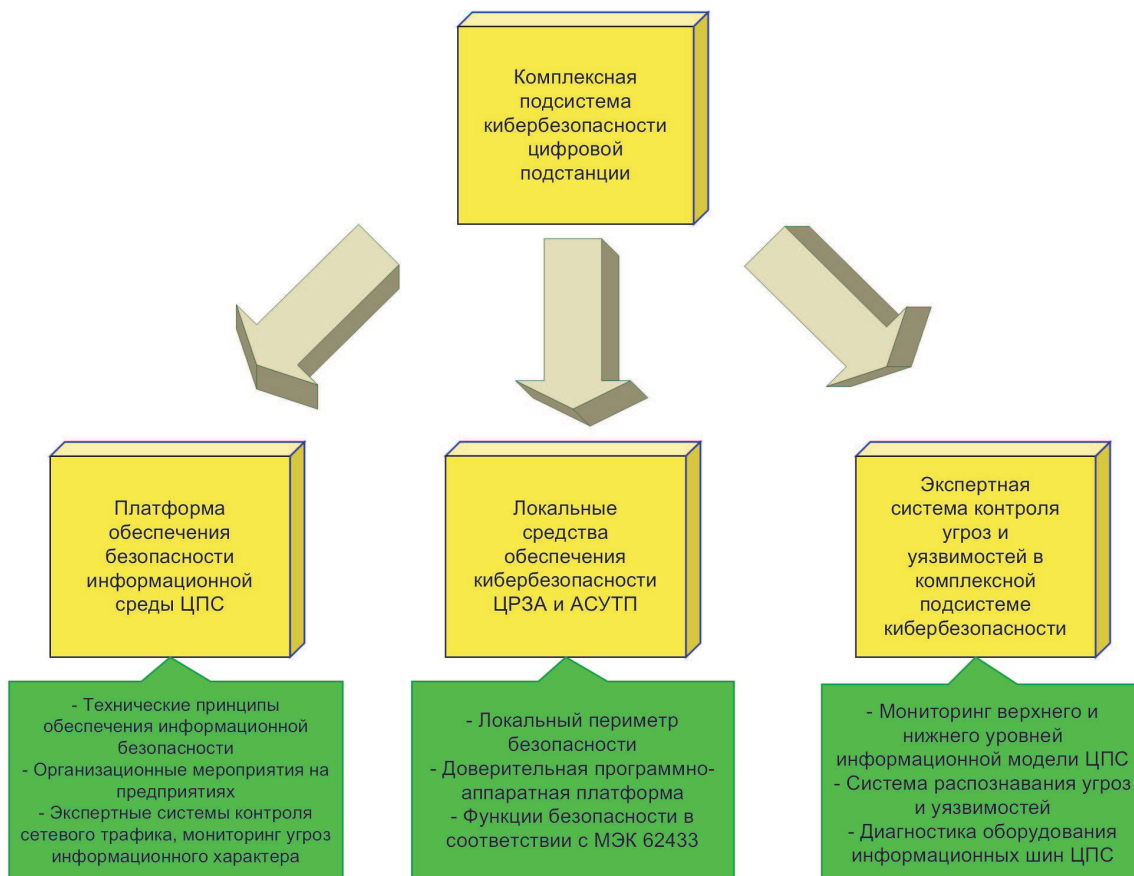 Комплексная
подсистема
кибербезопасности
цифровой
подстанции
Платформа
обеспечения
безопасности
информационной
среды ЦПС
- Технические принципы
обеспечения информационной
безопасности
- Организационные мероприятия на
предприятиях
- Экспертные системы контроля
сетевого трафика, мониторинг угроз
информационного характера
Локальные
средства
обеспечения
кибербезопасности
ЦРЗА и АСУТП
- Локальный периметр
безопасности
- Доверительная программно-
аппаратная платформа
- Функции безопасности в
соответствии с МЭК 62433
Экспертная
система контроля
угроз и
уязвимостей в
комплексной
подсистеме
кибербезопасности
- Мониторинг верхнего и
нижнего уровней
информационной модели ЦПС
- Система распознавания угроз
и уязвимостей
- Диагностика оборудования
информационных шин ЦПС